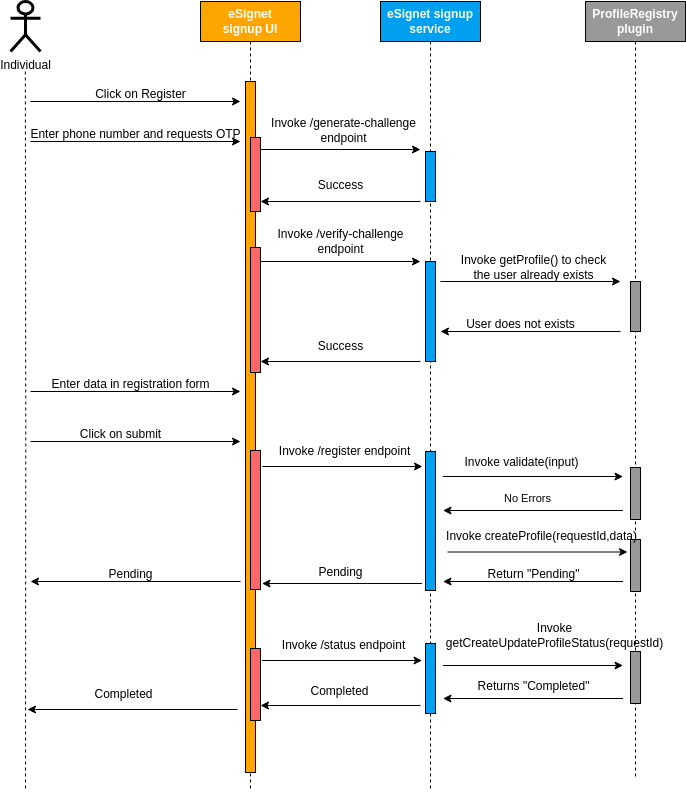 eSignet
signup UI
eSignet signup
service
ProfileRegistry
plugin
Individual
Click on Register
Enter phone number and requests OTP
Invoke /generate-challenge
endpoint
Success
Invoke /verify-challenge
endpoint
Invoke getProfile() to check
the user already exists
User does not exists
Success
Enter data in registration form
Click on submit
Invoke /register endpoint
Invoke validate(input)
No Errors
Invoke createProfile(requestId,data)
Pending
Pending
Return "Pending"
Invoke
getCreateUpdateProfileStatus(requestId)
Invoke /status endpoint
Returns "Completed"
Completed
Completed